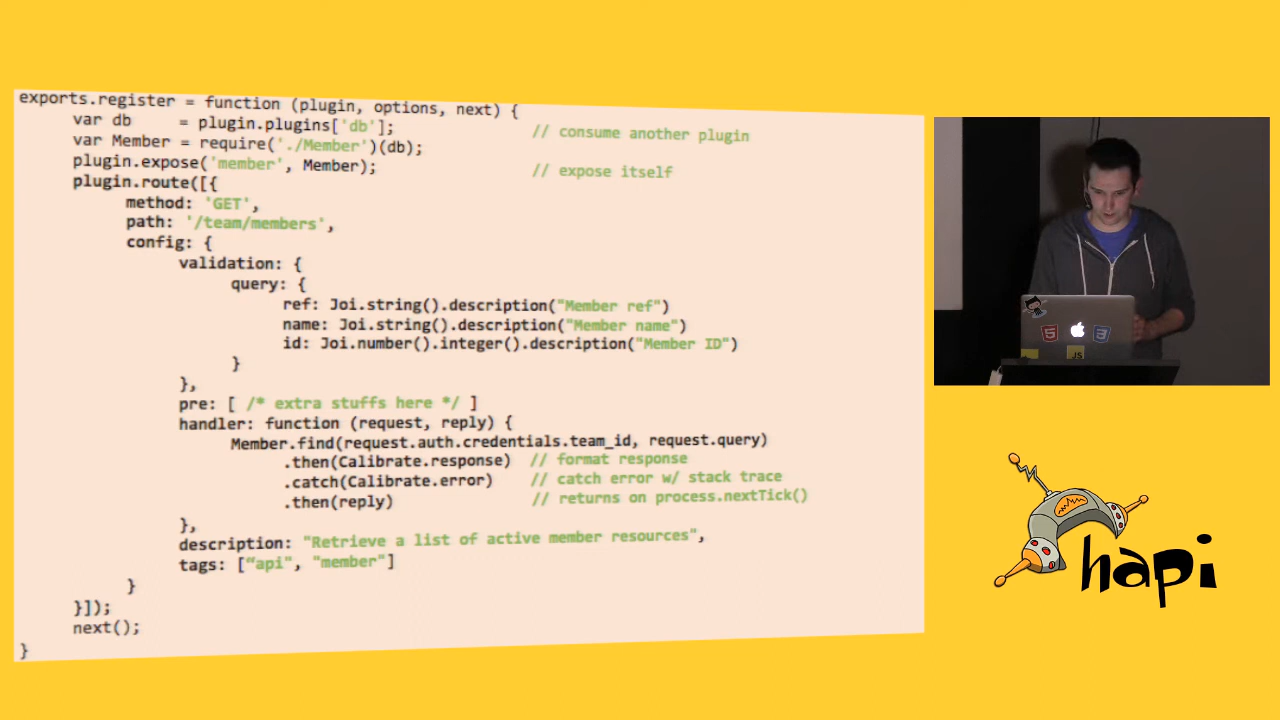 exports.register = function (plugin, options, next) {
var db = plugin.plugins['db']; // consume another plugin
var Member = require('./Member')(db);
plugin.expose('member', Member); // expose itself
plugin.route([{
method: 'GET',
path: '/team/members',
config: {
validation: {
query: {
ref: Joi.string().description("Member ref")
name: Joi.string().description("Member name")
id: Joi.number().integer().description("Member ID")
}
},
pre: [ /* extra stuffs here */ ]
handler: function (request, reply) {
Member.find(request.auth.credentials.team_id, request.query)
.then(Calibrate.response) // format response
.catch(Calibrate.error) // catch error w/ stack trace
.then(reply) // returns on process.nextTick()
},
description: "Retrieve a list of active member resources",
tags: ["api", "member"]
}
}]);
next();
}
5
3
JS
hapi